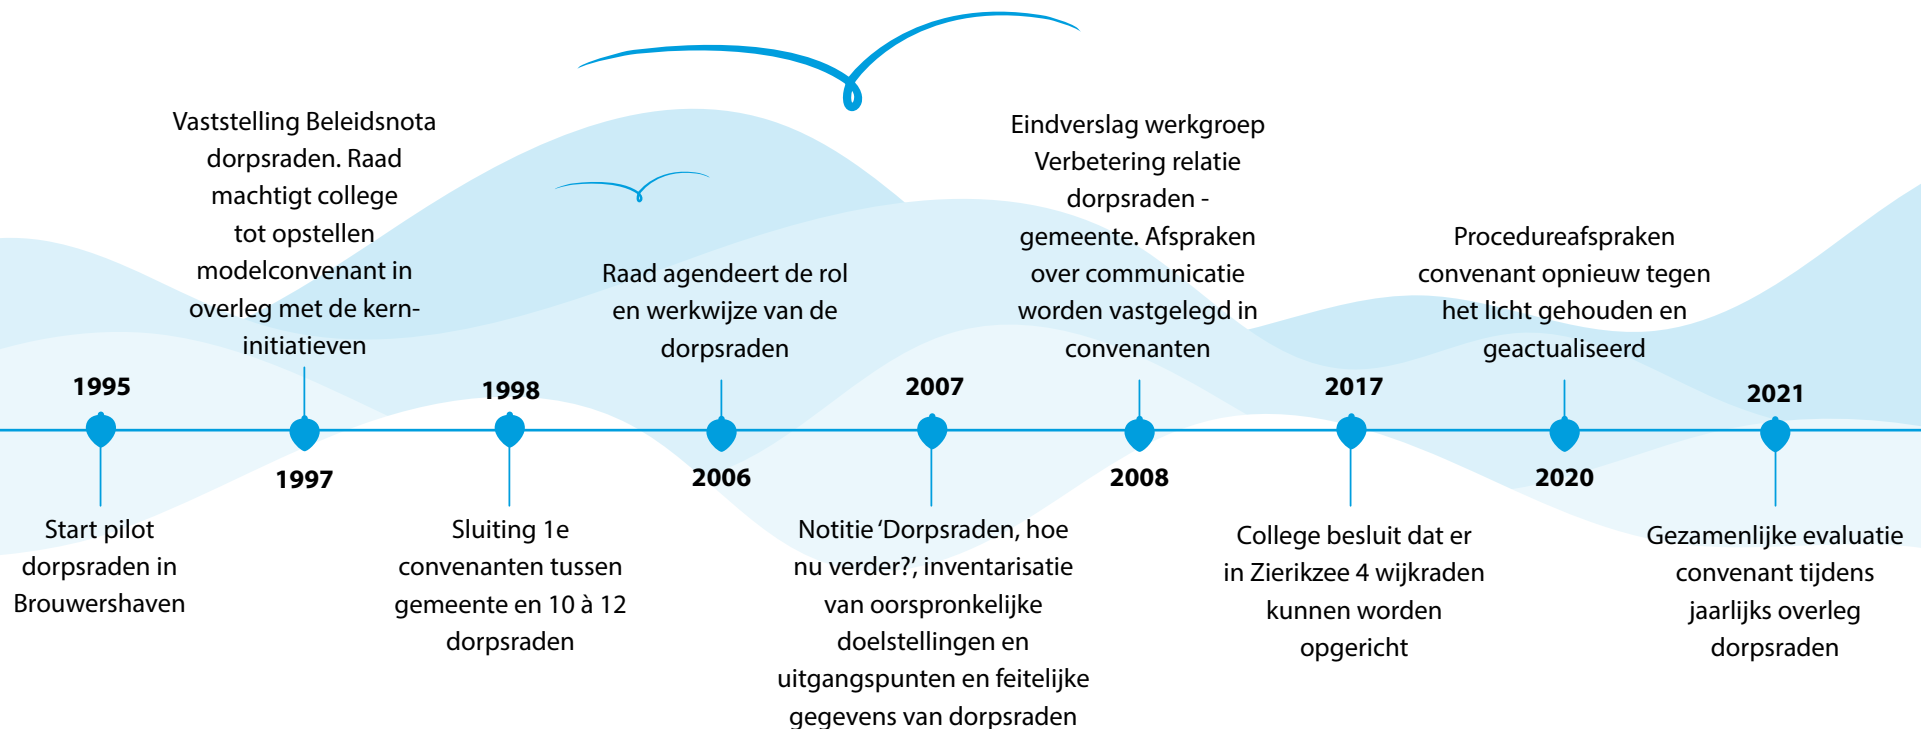 1995
Start pilot
dorpsraden in
Brouwershaven
Vaststelling Beleidsnota
dorpsraden. Raad
machtigt college
tot opstellen
modelconvenant in
overleg met de kern-
initiatieven
1997
1998
Sluiting 1e
convenanten tussen
gemeente en 10 à 12
dorpsraden
Raad agendeert de rol
en werkwijze van de
dorpsraden
2006
2007
Notitie ‘Dorpsraden, hoe
nu verder?’, inventarisatie
van oorspronkelijke
doelstellingen en
uitgangspunten en feitelijke
gegevens van dorpsraden
Eindverslag werkgroep
Verbetering relatie
dorpsraden -
gemeente. Afspraken
over communicatie
worden vastgelegd in
convenanten
2008
2017
College besluit dat er
in Zierikzee 4 wijkraden
kunnen worden
opgericht
Procedureafspraken
convenant opnieuw tegen
het licht gehouden en
geactualiseerd
2020
2021
Gezamenlijke evaluatie
convenant tijdens
jaarlijks overleg
dorpsraden